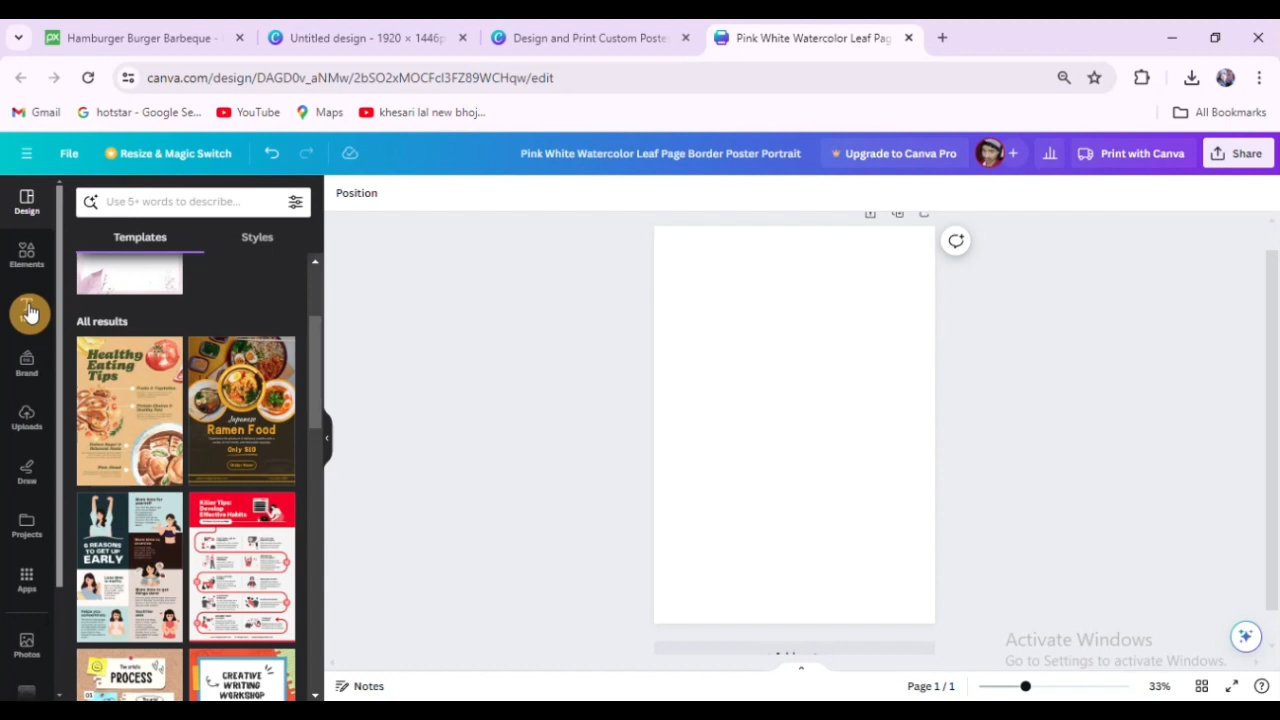 Hamburger Burger Barbeque -
Untitled design - 1920 × 1446p
Design and Print Custom Poste
Pink White Watercolor Leaf Pag
canva.com/design/DAGD0v_aNMw/2bSO2xMOCFcI3FZ89WCHqw/edit
Gmail
hotstar - Google Se...
YouTube
Maps
khesari lal new bhoj...
All Bookmarks
File
Resize & Magic Switch
Pink White Watercolor Leaf Page Border Poster Portrait
Upgrade to Canva Pro
Print with Canva
Share
Design
Use 5+ words to describe...
Position
Templates
Styles
Elements
All results
Brand
Uploads
Draw
Projects
Apps
Photos
Healthy
Eating
Tips
Japanese
Ramen Food
Only $10
6 REASONS
TO GET UP
EARLY
Killer Tips:
Develop
Effective Habits
PROCESS
CREATIVE
WRITING
WORKSHOP
Activate Windows
Go to Settings to activate Windows.
Notes
Page 1 / 1
33%